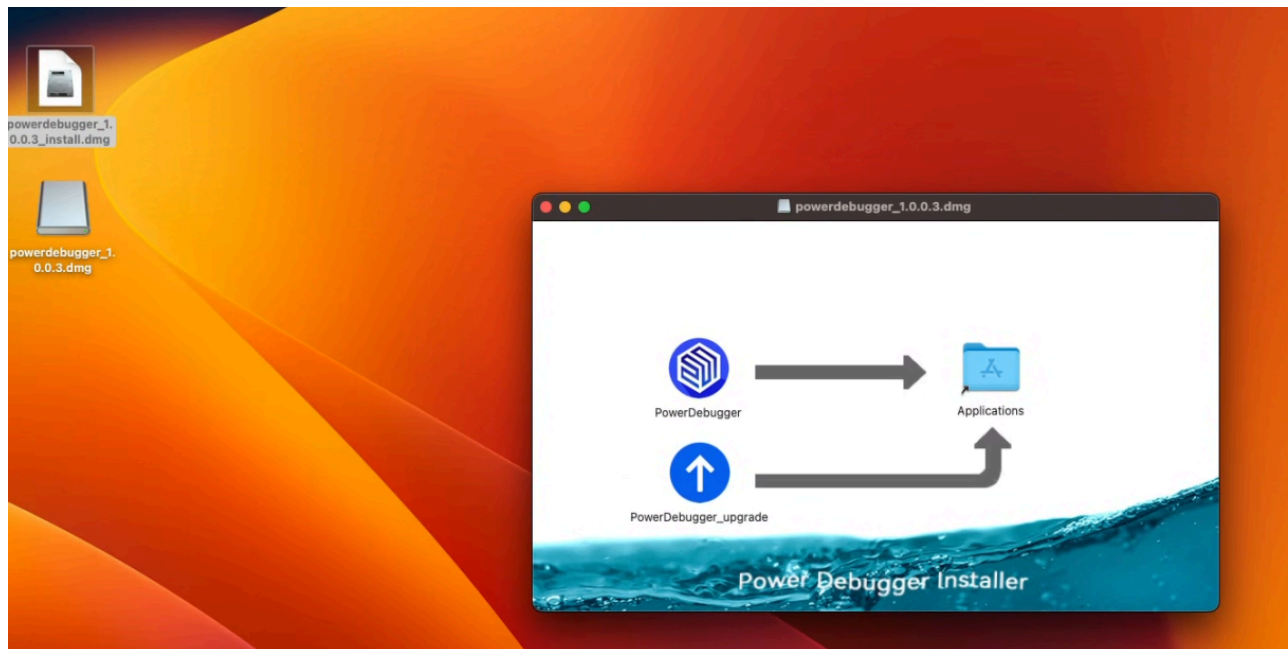 powerdebugger_1.
0.0.3_install.dmg
powerdebugger_1.
0.0.3.dmg
powerdebugger_1.0.0.3.dmg
PowerDebugger
Applications
PowerDebugger_upgrade
Power Debugger Installer